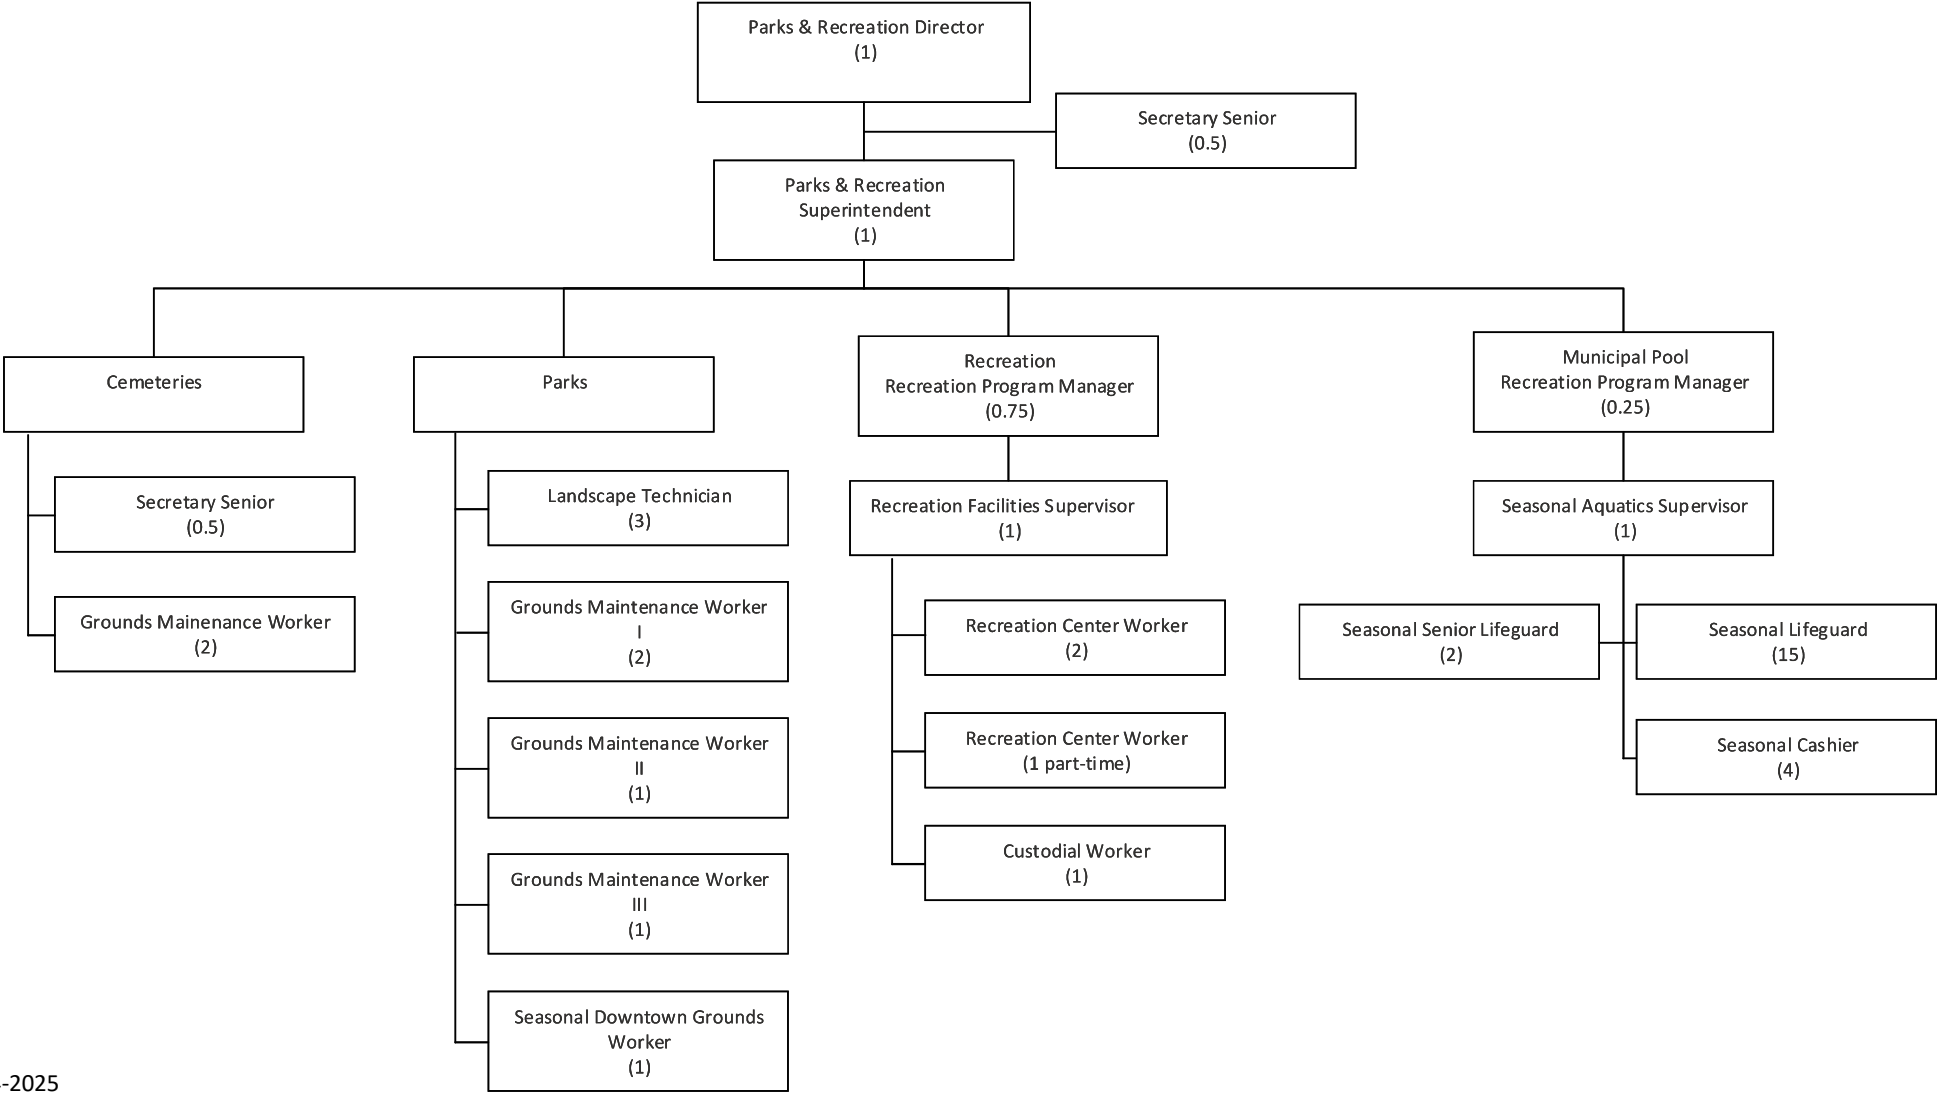 Parks & Recreation Director
(1)
Secretary Senior
(0.5)
Parks & Recreation
Superintendent
(1)
Cemeteries
Secretary Senior
(0.5)
Grounds Mainenance Worker
(2)
Parks
Landscape Technician
(3)
Grounds Maintenance Worker
I
(2)
Grounds Maintenance Worker
II
(1)
Grounds Maintenance Worker
III
(1)
Seasonal Downtown Grounds
Worker
(1)
Recreation
Recreation Program Manager
(0.75)
Recreation Facilities Supervisor
(1)
Recreation Center Worker
(2)
Recreation Center Worker
(1 part-time)
Custodial Worker
(1)
Municipal Pool
Recreation Program Manager
(0.25)
Seasonal Aquatics Supervisor
(1)
Seasonal Senior Lifeguard
(2)
Seasonal Lifeguard
(15)
Seasonal Cashier
(4)
-2025